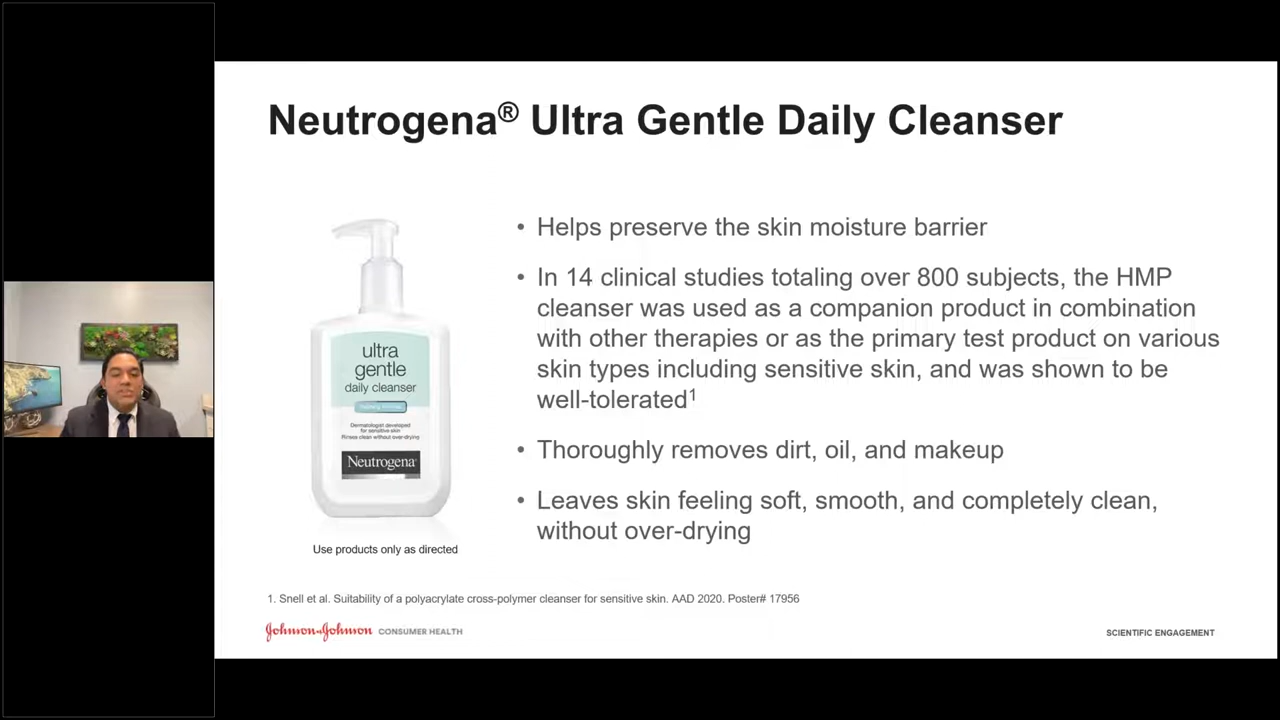 Neutrogena® Ultra Gentle Daily Cleanser
• Helps preserve the skin moisture barrier
• In 14 clinical studies totaling over 800 subjects, the HMP
cleanser was used as a companion product in combination
with other therapies or as the primary test product on various
skin types including sensitive skin, and was shown to be
well-tolerated¹
• Thoroughly removes dirt, oil, and makeup
• Leaves skin feeling soft, smooth, and completely clean,
without over-drying
ultra
gentle
daily cleanser
Dermatologist developed
for sensitive skin
Rinses clean without over-drying
Neutrogena®
Use products only as directed
1. Snell et al. Suitability of a polyacrylate cross-polymer cleanser for sensitive skin. AAD 2020. Poster# 17956
Johnson & Johnson CONSUMER HEALTH
SCIENTIFIC ENGAGEMENT